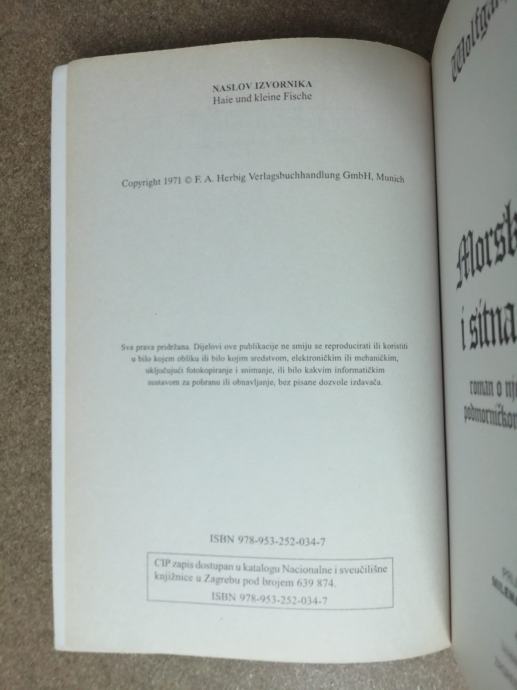 NASLOV IZVORNIKA
Haie und kleine Fische
Copyright 1971 © F. A. Herbig Verlagsbuchhandlung GmbH, Munich
Sva prava pridržana. Dijelovi ove publikacije ne smiju se reproducirati ili koristiti
u bilo kojem obliku ili bilo kojim sredstvom, elektroničkim ili mehaničkim,
uključujući fotokopiranje i snimanje, ili bilo kakvim informatičkim
sustavom za pohranu ili obnavljanje, bez pisane dozvole izdavača.
ISBN 978-953-252-034-7
CIP zapis dostupan u katalogu Nacionalne i sveučilišne
knjižnice u Zagrebu pod brojem 639 874.
ISBN 978-953-252-034-7
Wolfgang
Morsk
i sitna
roman o nje
podmorničkom